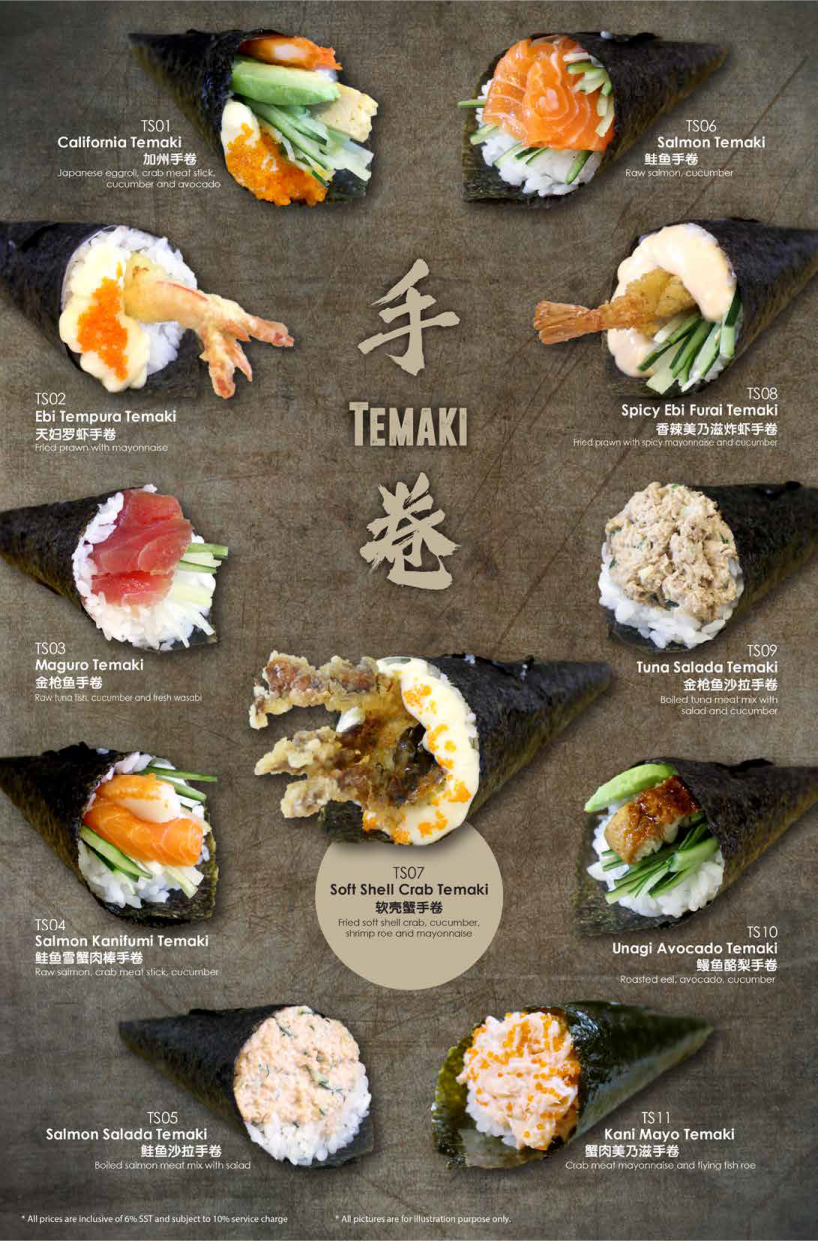 TS01
California Temaki
加州手卷
Japanese eggroll, crab meat stick,
cucumber and avocado
TS06
Salmon Temaki
鲑鱼手卷
Raw salmon, cucumber
手
TEMAKI
卷
TS02
Ebi Tempura Temaki
天妇罗虾手卷
Fried prawn with mayonnaise
TS08
Spicy Ebi Furai Temaki
香辣美乃滋炸虾手卷
Fried prawn with spicy mayonnaise and cucumber
TS03
Maguro Temaki
金枪鱼手卷
Raw tuna fish, cucumber and fresh wasabi
TS09
Tuna Salada Temaki
金枪鱼沙拉手卷
Boiled tuna meat mix with
salad and cucumber
TS07
Soft Shell Crab Temaki
软壳蟹手卷
Fried soft shell crab, cucumber,
shrimp roe and mayonnaise
TS04
Salmon Kanifumi Temaki
鲑鱼雪蟹肉棒手卷
Raw salmon, crab meat stick, cucumber
TS10
Unagi Avocado Temaki
鳗鱼酪梨手卷
Roasted eel, avocado, cucumber
TS05
Salmon Salada Temaki
鲑鱼沙拉手卷
Boiled salmon meat mix with salad
TS11
Kani Mayo Temaki
蟹肉美乃滋手卷
Crab meat mayonnaise and flying fish roe
* All prices are inclusive of 6% SST and subject to 10% service charge
* All pictures are for illustration purpose only.